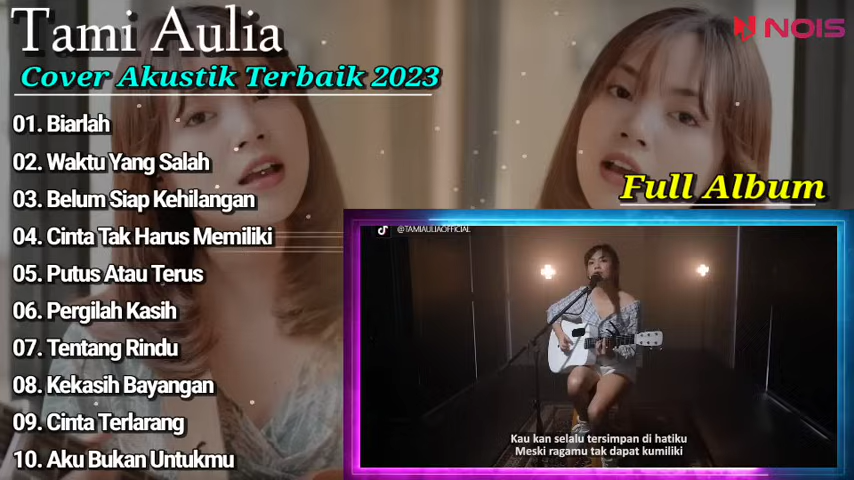 Tami Aulia
NOIS
Cover Akustik Terbaik 2023
01. Biarlah
02. Waktu Yang Salah
03. Belum Siap Kehilangan
04. Cinta Tak Harus Memiliki
05. Putus Atau Terus
06. Pergilah Kasih
07. Tentang Rindu
08. Kekasih Bayangan
09. Cinta Terlarang
10. Aku Bukan Untukmu
Full Album
@TAMIAULIAOFFICIAL
Kau kan selalu tersimpan di hatiku
Meski ragamu tak dapat kumiliki